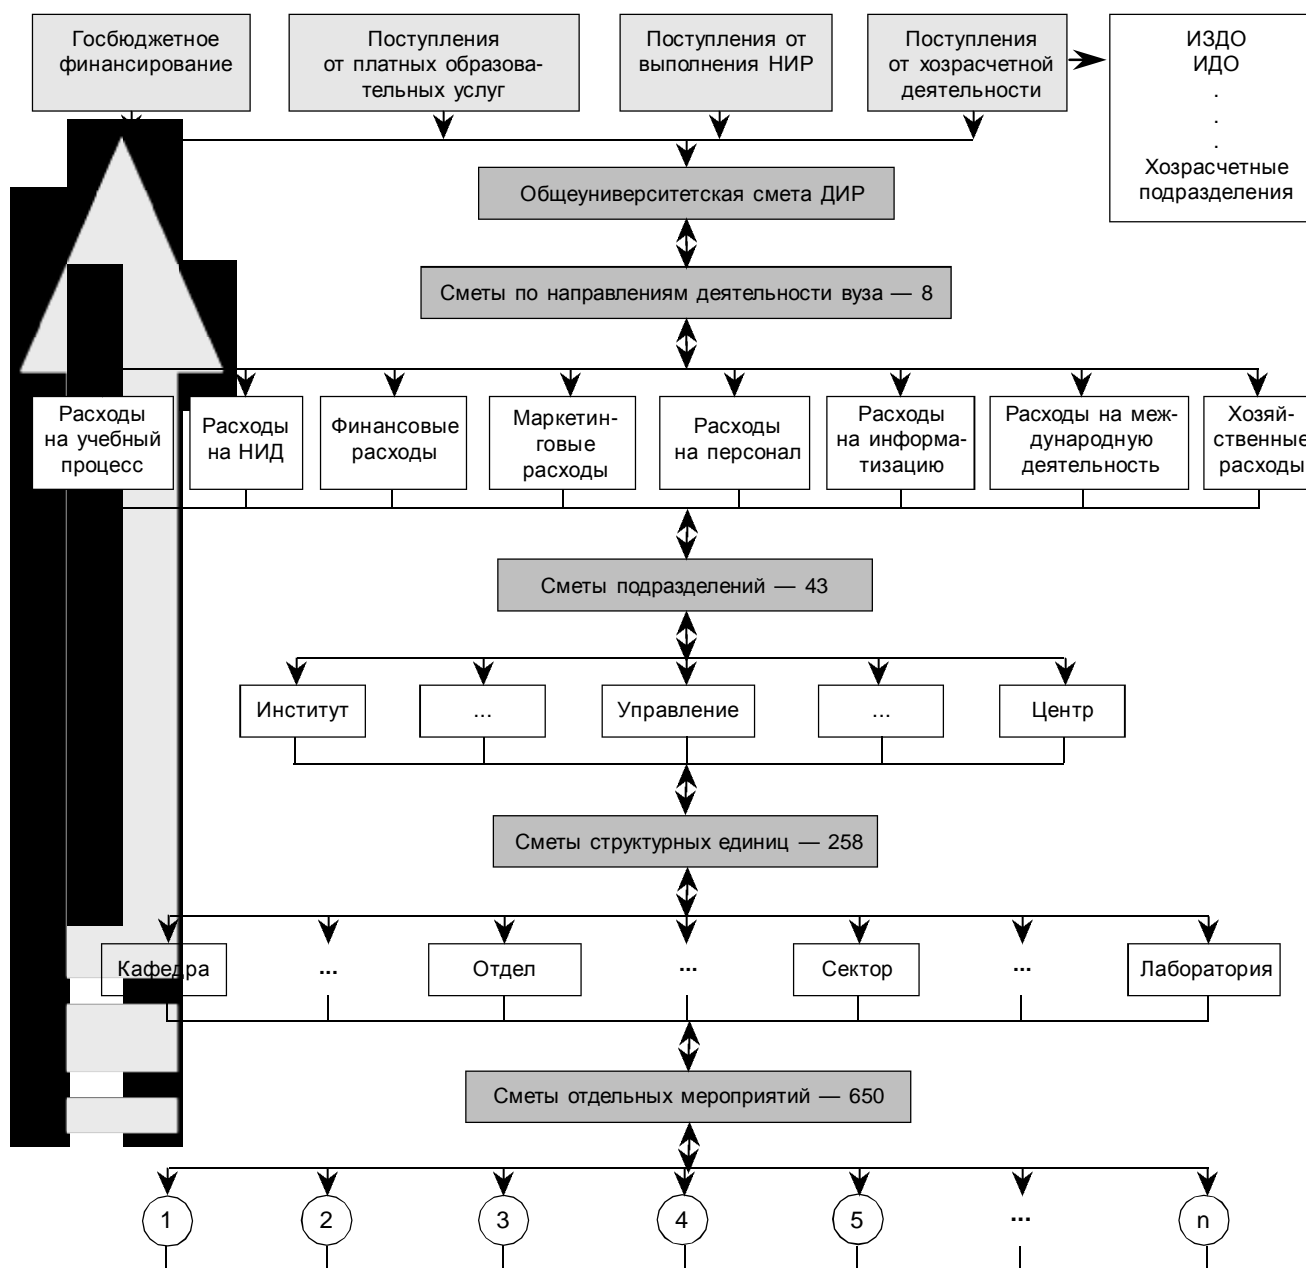 Госбюджетное
финансирование
Поступления
от платных образова-
тельных услуг
Поступления от
выполнения НИР
Поступления
от хозрасчетной
деятельности
ИЗДО
ИДО
.
.
.
Хозрасчетные
подразделения
Общеуниверситетская смета ДИР
Сметы по направлениям деятельности вуза — 8
Расходы
на учебный
процесс
Расходы
на НИД
Финансовые
расходы
Маркетин-
говые
расходы
Расходы
на персонал
Расходы
на информа-
тизацию
Расходы на меж-
дународную
деятельность
Хозяй-
ственные
расходы
Сметы подразделений — 43
Институт
...
Управление
...
Центр
Сметы структурных единиц — 258
Кафедра
...
Отдел
...
Сектор
...
Лаборатория
Сметы отдельных мероприятий — 650
1
2
3
4
5
...
n